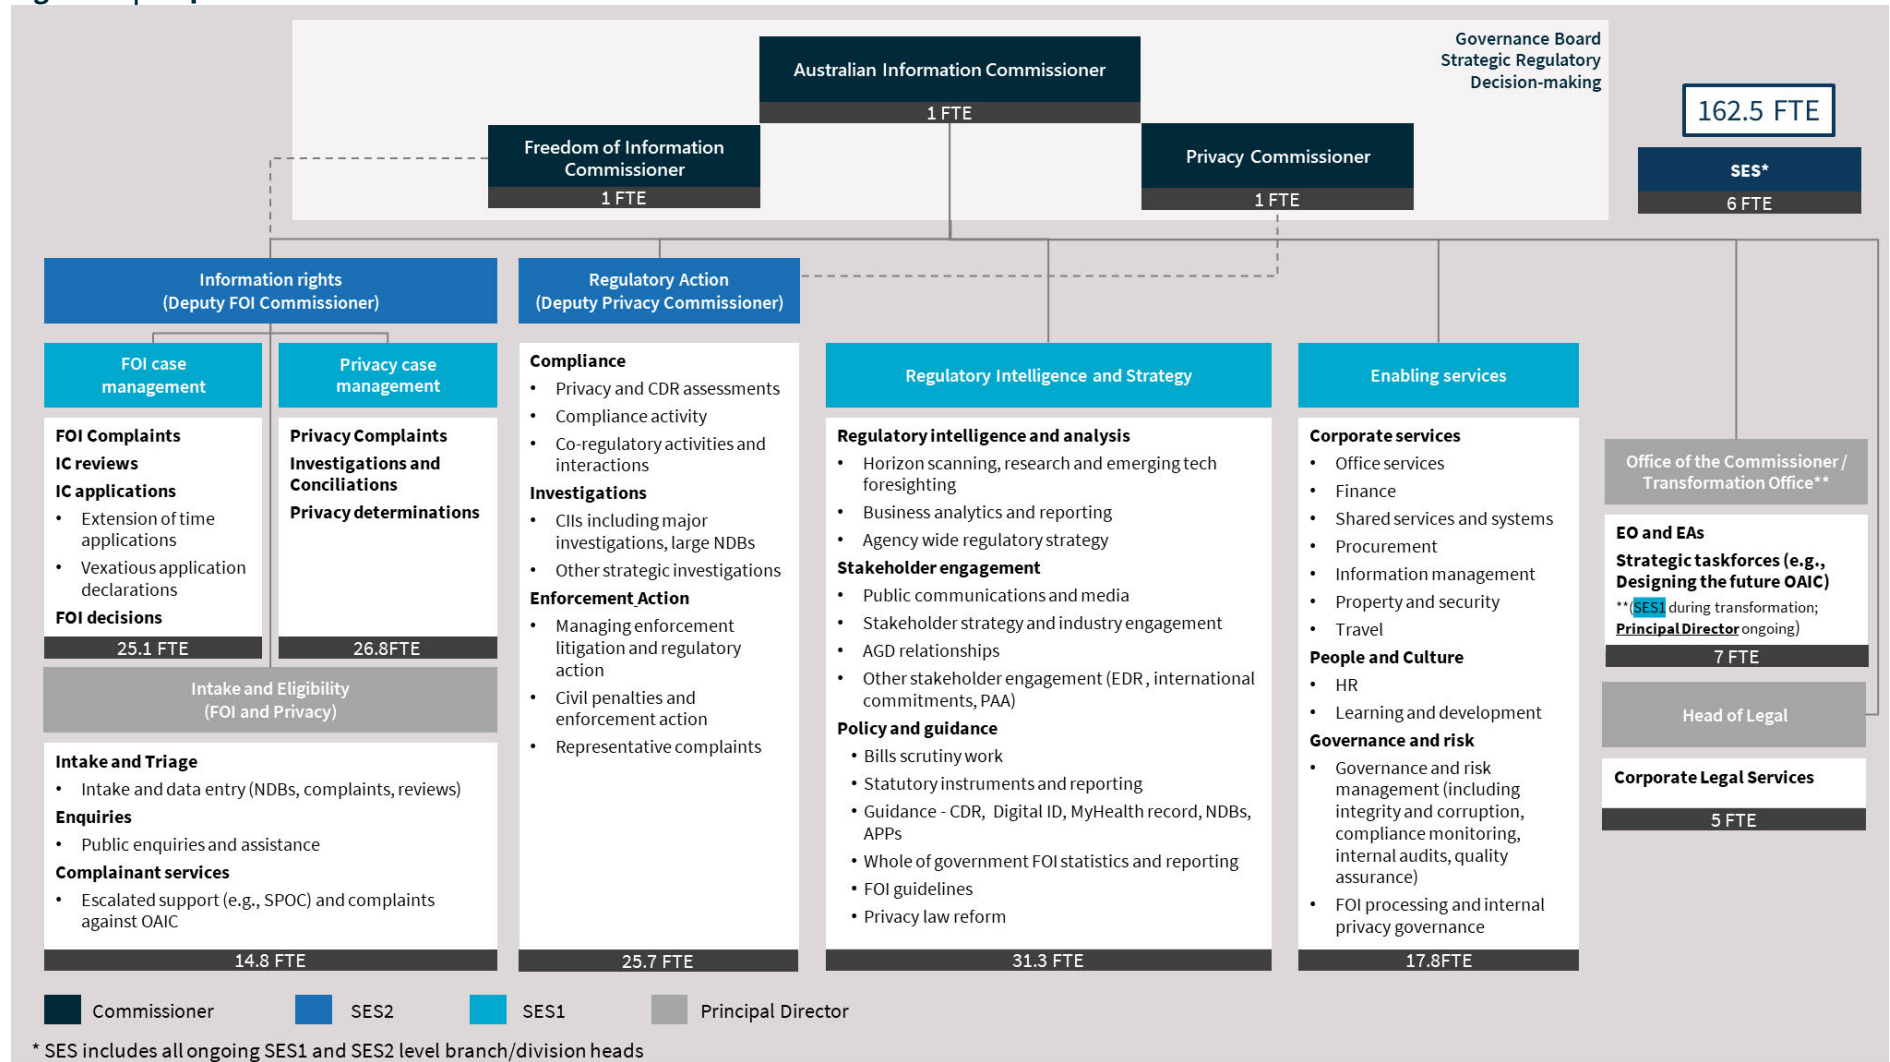 Governance Board
Strategic Regulatory
Decision-making
Australian Information Commissioner
1 FTE
162.5 FTE
Freedom of Information
Commissioner
1 FTE
Privacy Commissioner
1 FTE
SES*
6 FTE
Information rights
(Deputy FOI Commissioner)
Regulatory Action
(Deputy Privacy Commissioner)
FOI case
management
Privacy case
management
Regulatory Intelligence and Strategy
Enabling services
FOI Complaints
IC reviews
IC applications
• Extension of time
applications
• Vexatious application
declarations
FOI decisions
25.1 FTE
Privacy Complaints
Investigations and
Conciliations
Privacy determinations
26.8FTE
Intake and Eligibility
(FOI and Privacy)
Intake and Triage
• Intake and data entry (NDBs, complaints, reviews)
Enquiries
• Public enquiries and assistance
Complainant services
• Escalated support (e.g., SPOC) and complaints
against OAIC
14.8 FTE
Compliance
• Privacy and CDR assessments
• Compliance activity
• Co-regulatory activities and
interactions
Investigations
• CIIs including major
investigations, large NDBs
• Other strategic investigations
Enforcement Action
• Managing enforcement
litigation and regulatory
action
• Civil penalties and
enforcement action
• Representative complaints
25.7 FTE
Regulatory intelligence and analysis
• Horizon scanning, research and emerging tech
foresighting
• Business analytics and reporting
• Agency wide regulatory strategy
Stakeholder engagement
• Public communications and media
• Stakeholder strategy and industry engagement
• AGD relationships
• Other stakeholder engagement (EDR , international
commitments, PAA)
Policy and guidance
• Bills scrutiny work
• Statutory instruments and reporting
• Guidance - CDR, Digital ID, MyHealth record, NDBs,
APPs
• Whole of government FOI statistics and reporting
• FOI guidelines
• Privacy law reform
31.3 FTE
Corporate services
• Office services
• Finance
• Shared services and systems
• Procurement
• Information management
• Property and security
• Travel
People and Culture
• HR
• Learning and development
Governance and risk
• Governance and risk
management (including
integrity and corruption,
compliance monitoring,
internal audits, quality
assurance)
• FOI processing and internal
privacy governance
17.8FTE
Office of the Commissioner /
Transformation Office**
EO and EAs
Strategic taskforces (e.g.,
Designing the future OAIC)
**(SES1 during transformation;
Principal Director ongoing)
7 FTE
Head of Legal
Corporate Legal Services
5 FTE
Commissioner
SES2
SES1
Principal Director
* SES includes all ongoing SES1 and SES2 level branch/division heads